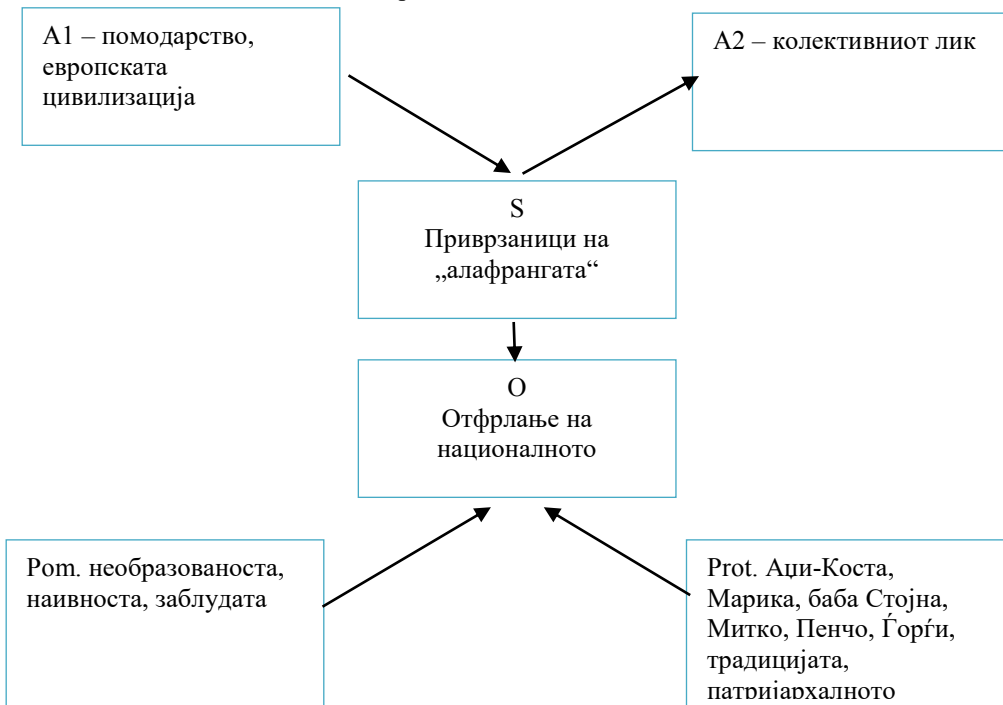 А1 – помодарство,
европската
цивилизација
А2 – колективниот лик
S
Приврзаници на
„алафрангата“
О
Отфрлање на
националното
Pom. необразованоста,
наивноста, заблудата
Prot. Аџи-Коста,
Марика, баба Стојна,
Митко, Пенчо, Ѓорѓи,
традицијата,
патријархалното